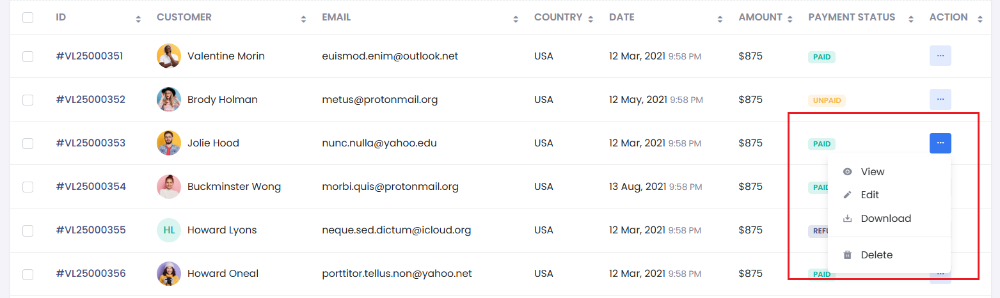 ID CUSTOMER EMAIL COUNTRY DATE AMOUNT PAYMENT STATUS ACTION
#VL25000351 Valentine Morin euismod.enim@outlook.net USA 12 Mar, 2021 9:58 PM $875 PAID ...
#VL25000352 Brody Holman metus@protonmail.org USA 12 May, 2021 9:58 PM $875 UNPAID ...
#VL25000353 Jolie Hood nunc.nulla@yahoo.edu USA 12 Mar, 2021 9:58 PM $875 PAID ...
View
#VL25000354 Buckminster Wong morbi.quis@protonmail.org USA 13 Aug, 2021 9:58 PM $875 PAID
Edit
Download
#VL25000355 HL Howard Lyons neque.sed.dictum@icloud.org USA 12 Mar, 2021 9:58 PM $875 REFU
Delete
#VL25000356 Howard Oneal porttitor.tellus.non@yahoo.net USA 12 Mar, 2021 9:58 PM $875 PAID ...